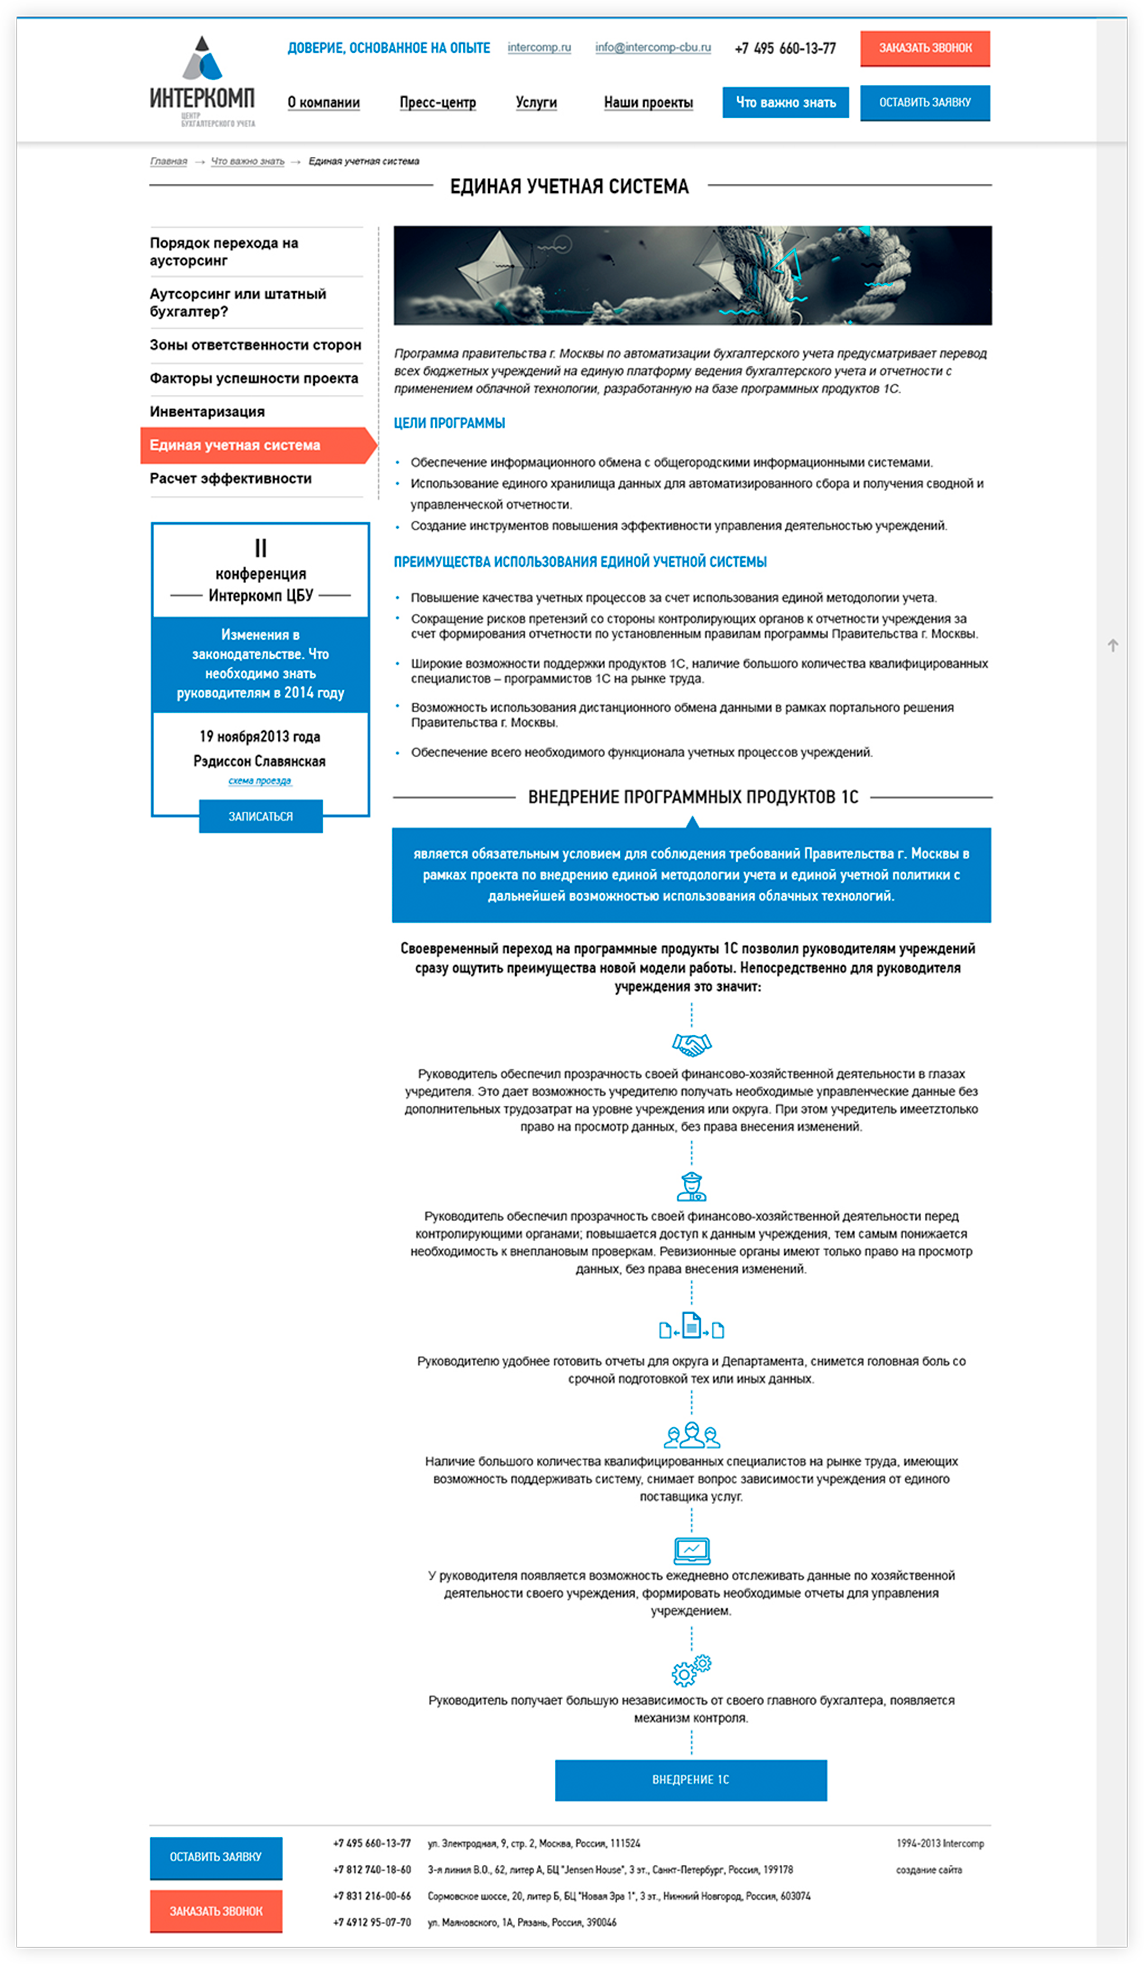 ДОВЕРИЕ, ОСНОВАННОЕ НА ОПЫТЕ intercomp.ru info@intercomp-cbu.ru +7 495 660-13-77 ЗАКАЗАТЬ ЗВОНОК
ИНТЕРКОМП
ЦЕНТР
БУХГАЛТЕРСКОГО УЧЕТА
О компании Пресс-центр Услуги Наши проекты Что важно знать ОСТАВИТЬ ЗАЯВКУ
Главная → Что важно знать → Единая учетная система
ЕДИНАЯ УЧЕТНАЯ СИСТЕМА
Порядок перехода на
аусторсинг
Аутсорсинг или штатный
бухгалтер?
Зоны ответственности сторон
Факторы успешности проекта
Инвентаризация
Единая учетная система
Расчет эффективности
II
конференция
Интеркомп ЦБУ
Изменения в
законодательстве. Что
необходимо знать
руководителям в 2014 году
19 ноября2013 года
Рэдиссон Славянская
схема проезда
ЗАПИСАТЬСЯ
Программа правительства г. Москвы по автоматизации бухгалтерского учета предусматривает перевод
всех бюджетных учреждений на единую платформу ведения бухгалтерского учета и отчетности с
применением облачной технологии, разработанную на базе программных продуктов 1С.
ЦЕЛИ ПРОГРАММЫ
• Обеспечение информационного обмена с общегородскими информационными системами.
• Использование единого хранилища данных для автоматизированного сбора и получения сводной и
управленческой отчетности.
• Создание инструментов повышения эффективности управления деятельностью учреждений.
ПРЕИМУЩЕСТВА ИСПОЛЬЗОВАНИЯ ЕДИНОЙ УЧЕТНОЙ СИСТЕМЫ
• Повышение качества учетных процессов за счет использования единой методологии учета.
• Сокращение рисков претензий со стороны контролирующих органов к отчетности учреждения за
счет формирования отчетности по установленным правилам программы Правительства г. Москвы.
• Широкие возможности поддержки продуктов 1С, наличие большого количества квалифицированных
специалистов – программистов 1С на рынке труда.
• Возможность использования дистанционного обмена данными в рамках портального решения
Правительства г. Москвы.
• Обеспечение всего необходимого функционала учетных процессов учреждений.
ВНЕДРЕНИЕ ПРОГРАММНЫХ ПРОДУКТОВ 1С
является обязательным условием для соблюдения требований Правительства г. Москвы в
рамках проекта по внедрению единой методологии учета и единой учетной политики с
дальнейшей возможностью использования облачных технологий.
Своевременный переход на программные продукты 1С позволил руководителям учреждений
сразу ощутить преимущества новой модели работы. Непосредственно для руководителя
учреждения это значит:
Руководитель обеспечил прозрачность своей финансово-хозяйственной деятельности в глазах
учредителя. Это дает возможность учредителю получать необходимые управленческие данные без
дополнительных трудозатрат на уровне учреждения или округа. При этом учредитель имеетzтолько
право на просмотр данных, без права внесения изменений.
Руководитель обеспечил прозрачность своей финансово-хозяйственной деятельности перед
контролирующими органами; повышается доступ к данным учреждения, тем самым понижается
необходимость к внеплановым проверкам. Ревизионные органы имеют только право на просмотр
данных, без права внесения изменений.
Руководителю удобнее готовить отчеты для округа и Департамента, снимется головная боль со
срочной подготовкой тех или иных данных.
Наличие большого количества квалифицированных специалистов на рынке труда, имеющих
возможность поддерживать систему, снимает вопрос зависимости учреждения от единого
поставщика услуг.
У руководителя появляется возможность ежедневно отслеживать данные по хозяйственной
деятельности своего учреждения, формировать необходимые отчеты для управления
учреждением.
Руководитель получает большую независимость от своего главного бухгалтера, появляется
механизм контроля.
ВНЕДРЕНИЕ 1С
ОСТАВИТЬ ЗАЯВКУ
ЗАКАЗАТЬ ЗВОНОК
+7 495 660-13-77 ул. Электродная, 9, стр. 2, Москва, Россия, 111524 1994-2013 Intercomp
+7 812 740-18-60 3-я линия В.О., 62, литер А, БЦ "Jensen House", 3 эт., Санкт-Петербург, Россия, 199178 создание сайта
+7 831 216-00-66 Сормовское шоссе, 20, литер Б, БЦ "Новая Эра 1", 3 эт., Нижний Новгород, Россия, 603074
+7 4912 95-07-70 ул. Маяковского, 1А, Рязань, Россия, 390046